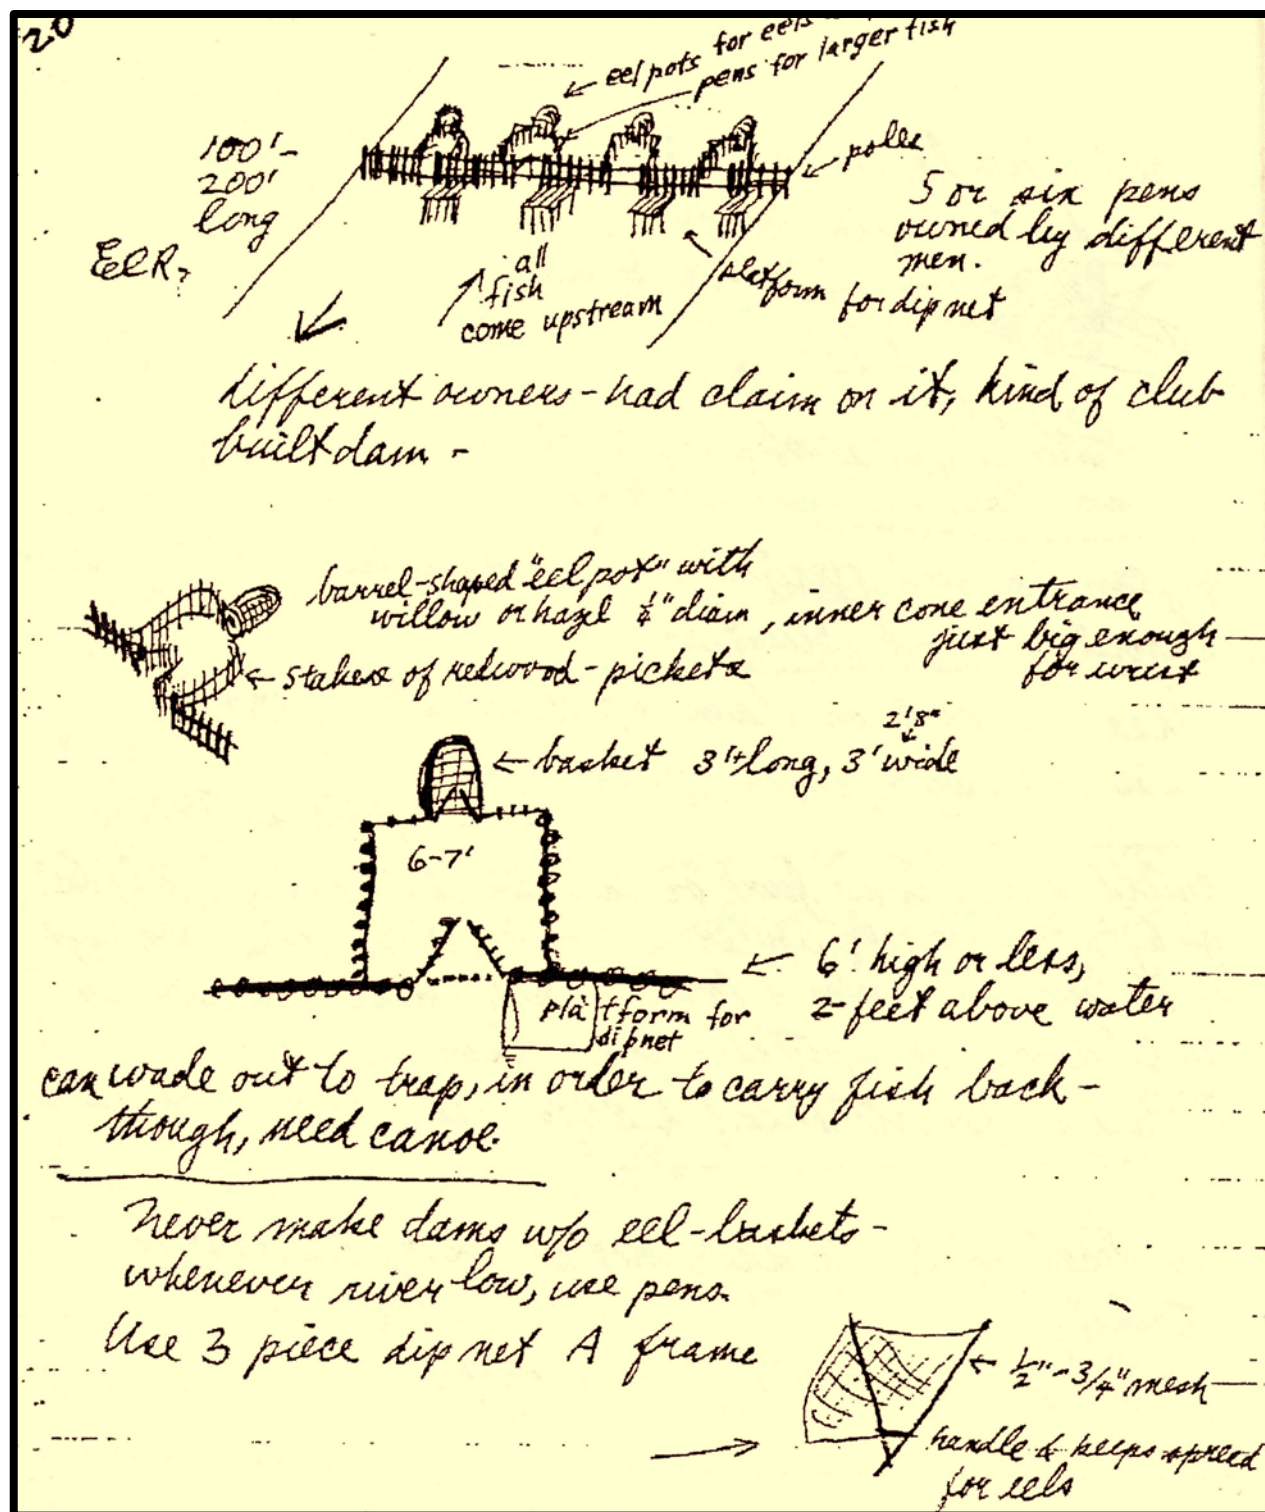 20
eel pots for eels
pens for larger fish
100'-
200'
long
poles
5 or six pens
owned by different
men.
Eel R.
all
fish
come upstream
platform for dip net
different owners - had claim on it, kind of club
built dam -
barrel-shaped "eel pot" with
willow or hazl ¼" diam, inner cone entrance
just big enough
for wrist
stakes of redwood - pickets
2'8"
basket 3'+ long, 3' wide
6-7'
6' high or less,
2-feet above water
platform for
dip net
can wade out to trap, in order to carry fish back -
though, need canoe.
Never make dams w/o eel-baskets -
whenever river low, use pens.
Use 3 piece dip net A frame
½" - ¾" mesh
handle & keeps spread
for eels